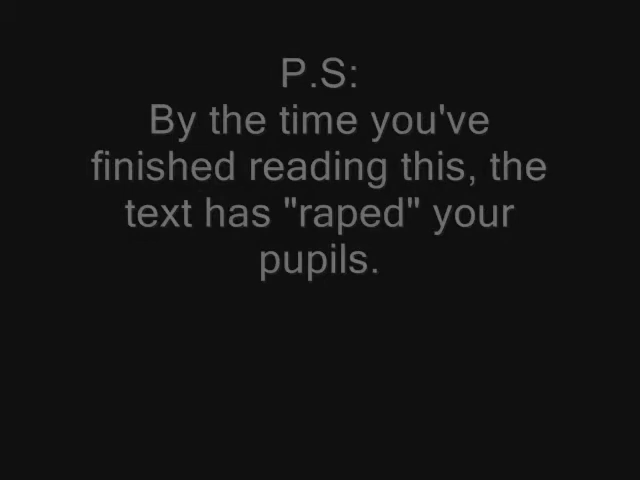 P.S:
By the time you've
finished reading this, the
text has "raped" your
pupils.